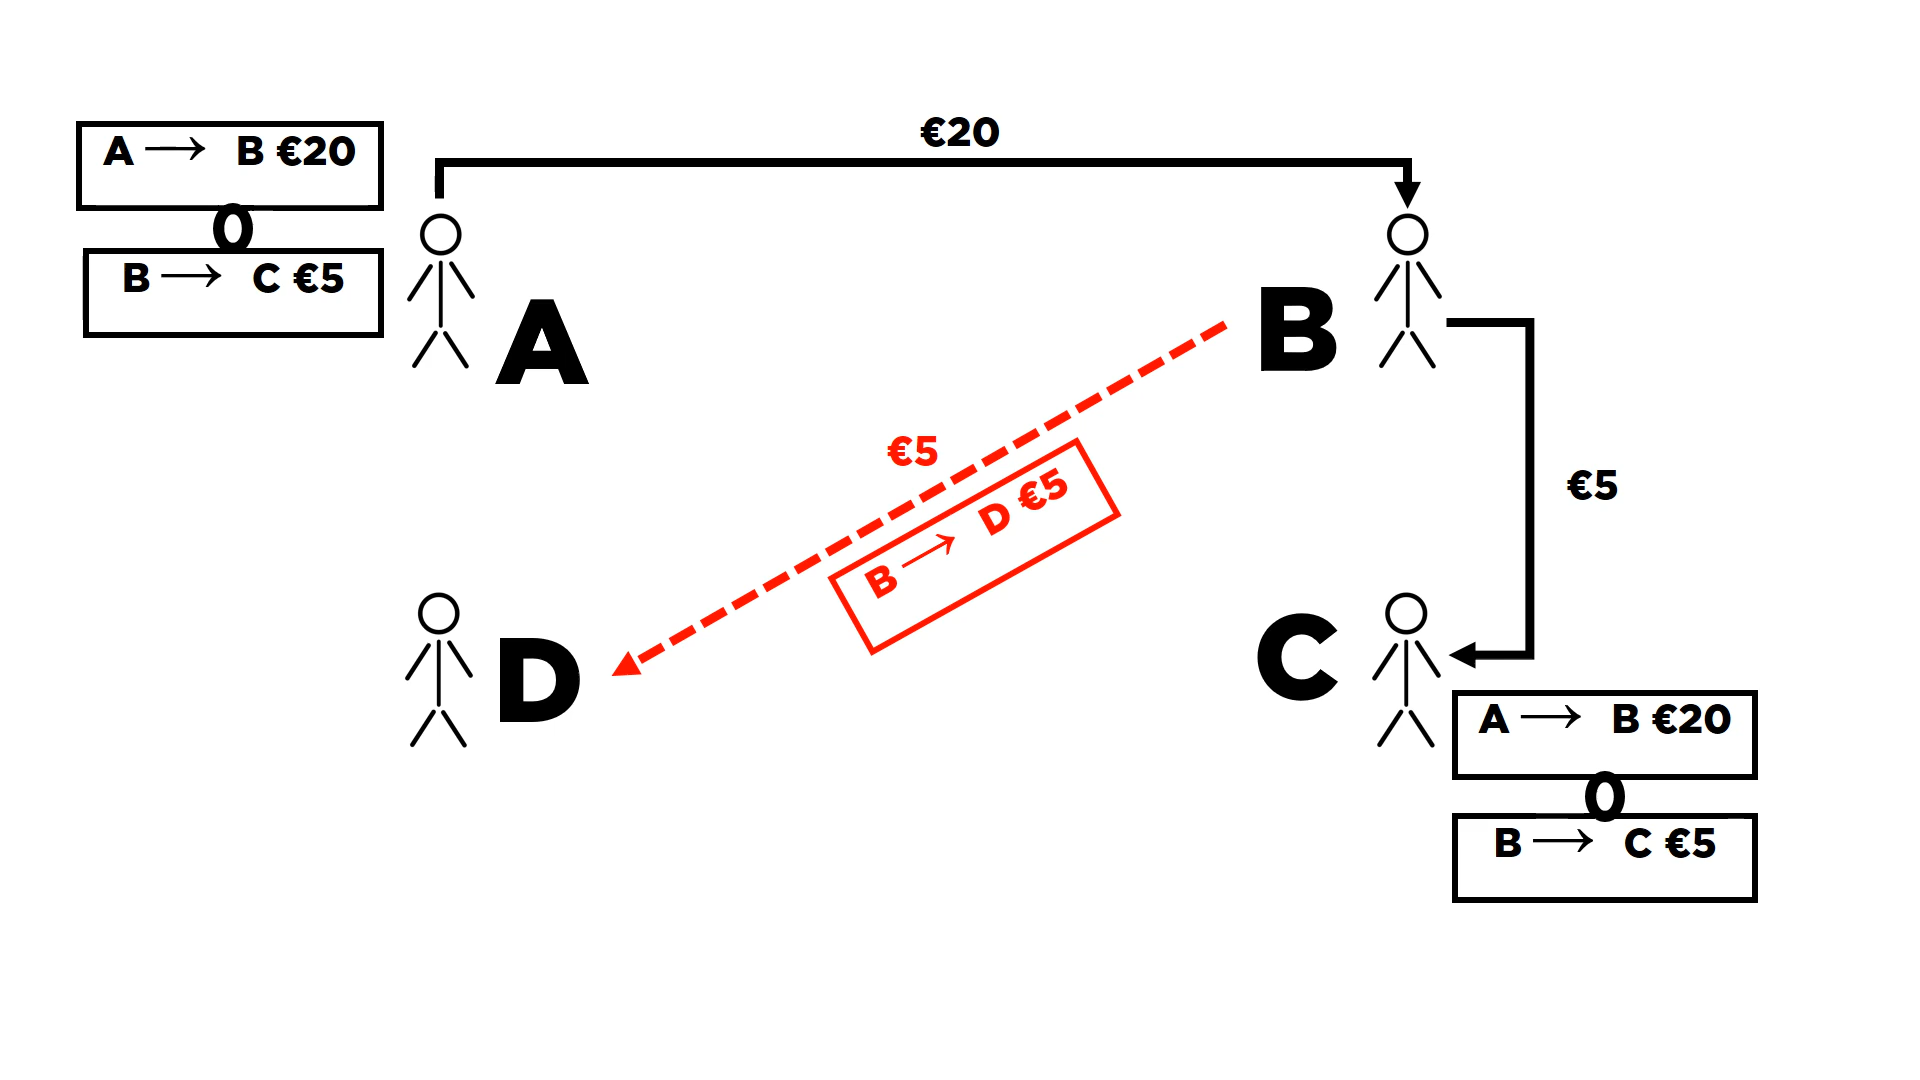 €20
A → B €20
B → C €5
A
B
€5
B → D €5
€5
D
C
A → B €20
B → C €5